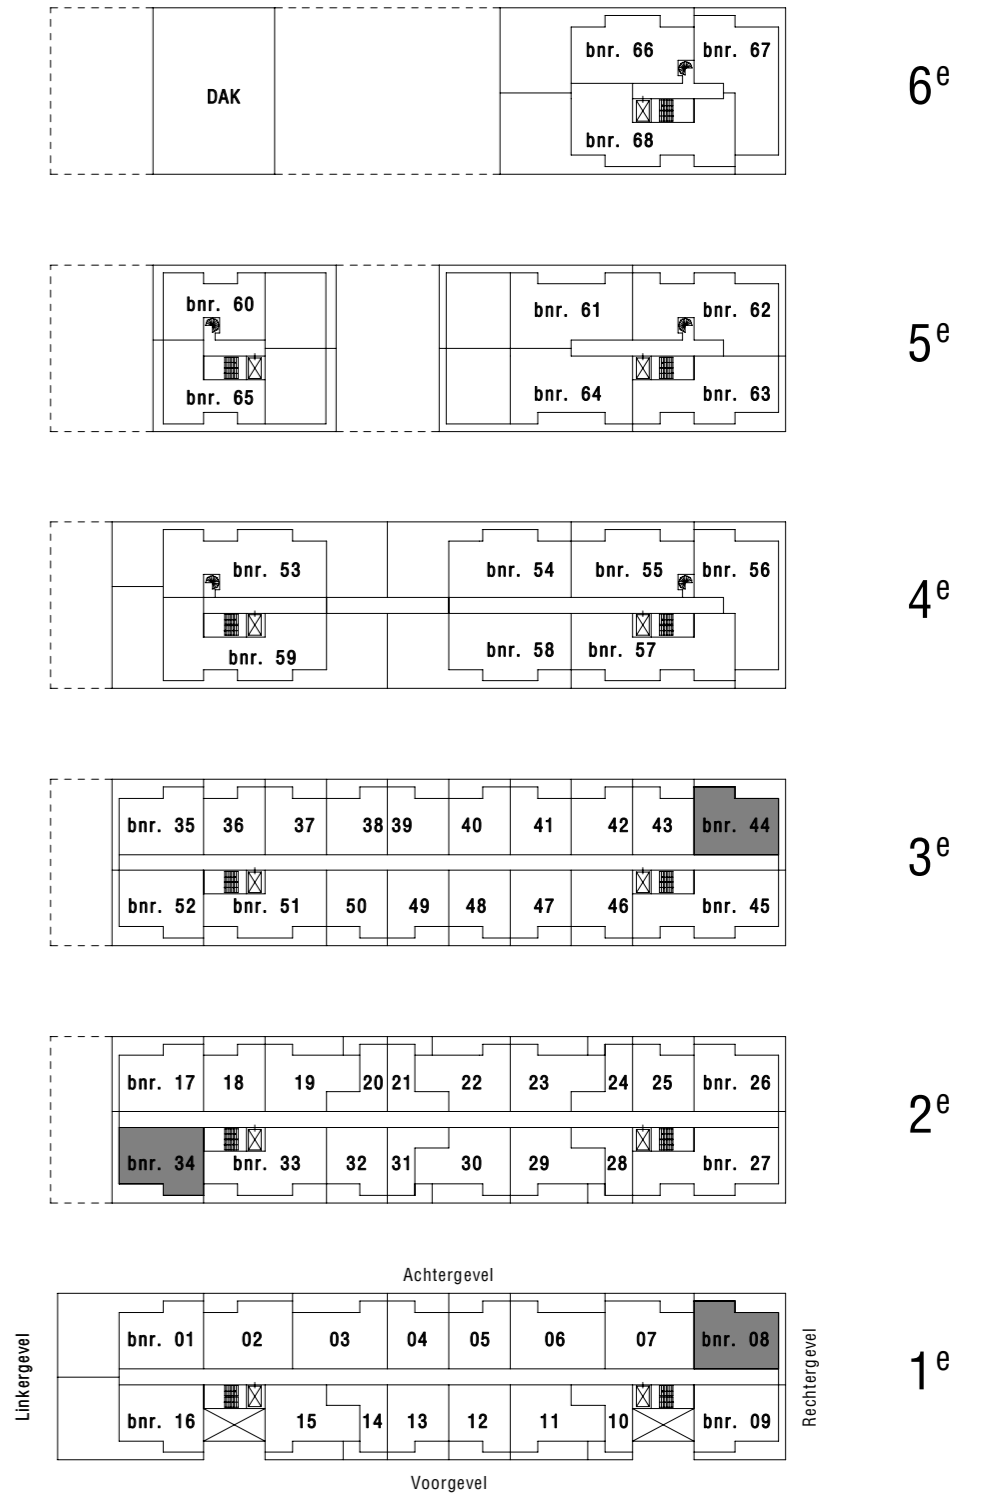 bnr. 66 bnr. 67
6e
DAK
bnr. 68
bnr. 60 bnr. 61 bnr. 62
5e
bnr. 65 bnr. 64 bnr. 63
bnr. 53 bnr. 54 bnr. 55 bnr. 56
4e
bnr. 59 bnr. 58 bnr. 57
bnr. 35 36 37 38 39 40 41 42 43 bnr. 44
3e
bnr. 52 bnr. 51 50 49 48 47 46 bnr. 45
bnr. 17 18 19 20 21 22 23 24 25 bnr. 26
2e
bnr. 34 bnr. 33 32 31 30 29 28 bnr. 27
Achtergevel
bnr. 01 02 03 04 05 06 07 bnr. 08
Linkergevel
Rechtergevel
1e
bnr. 16 15 14 13 12 11 10 bnr. 09
Voorgevel